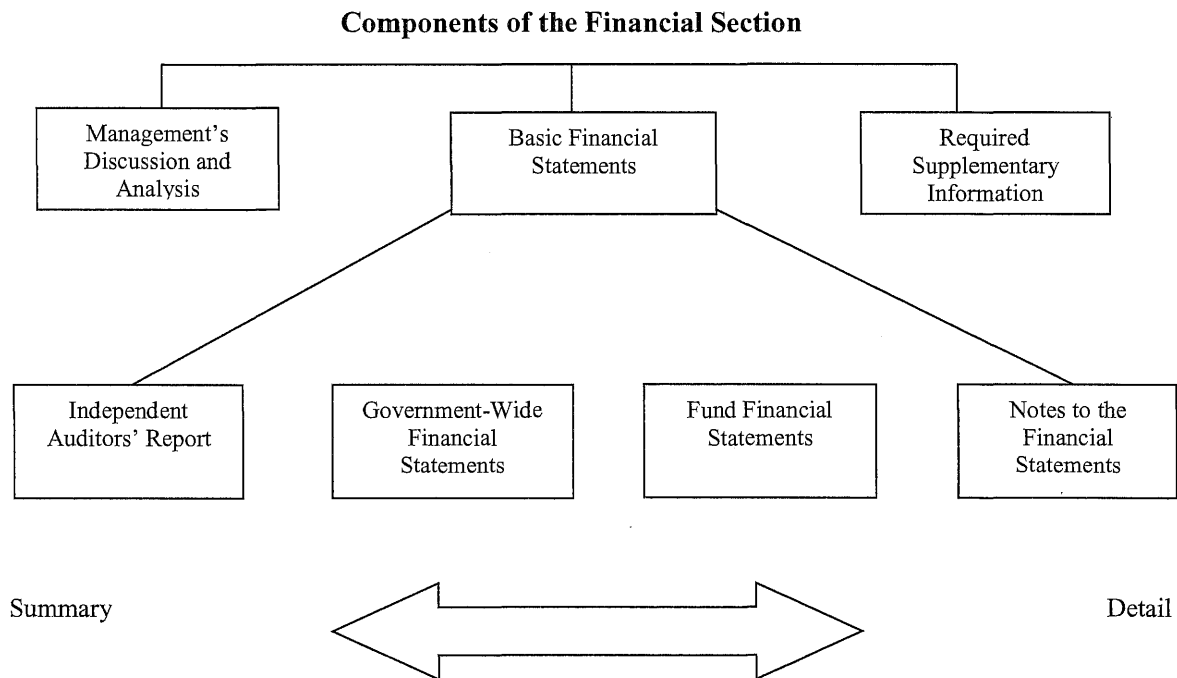 Components of the Financial Section
Management's
Discussion and
Analysis
Basic Financial
Statements
Required
Supplementary
Information
Independent
Auditors' Report
Government-Wide
Financial
Statements
Fund Financial
Statements
Notes to the
Financial
Statements
Summary
Detail